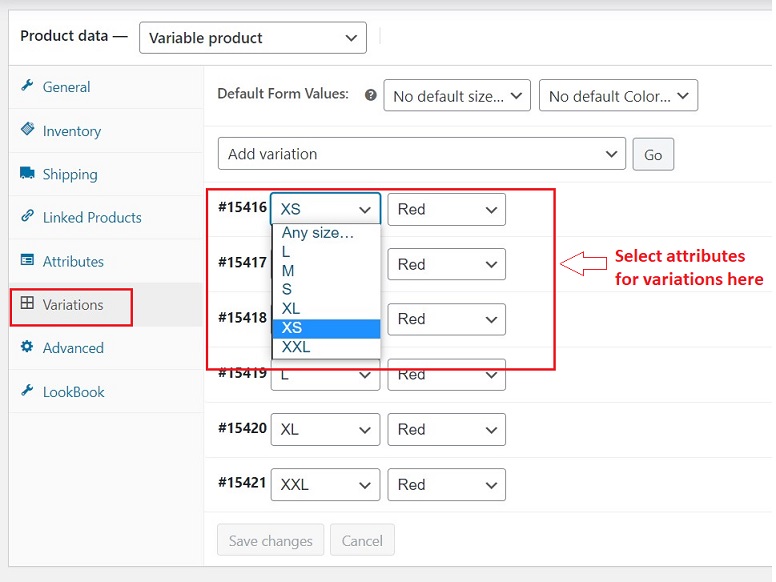 Product data — Variable product
General
Inventory
Shipping
Linked Products
Attributes
Variations
Advanced
LookBook
Default Form Values: ? No default size... No default Color...
Add variation Go
#15416 XS Red
Any size…
L
M
S
XL
XS
XXL
#15417 Red
#15418 Red
#15419 L Red
#15420 XL Red
#15421 XXL Red
Select attributes
for variations here
Save changes Cancel